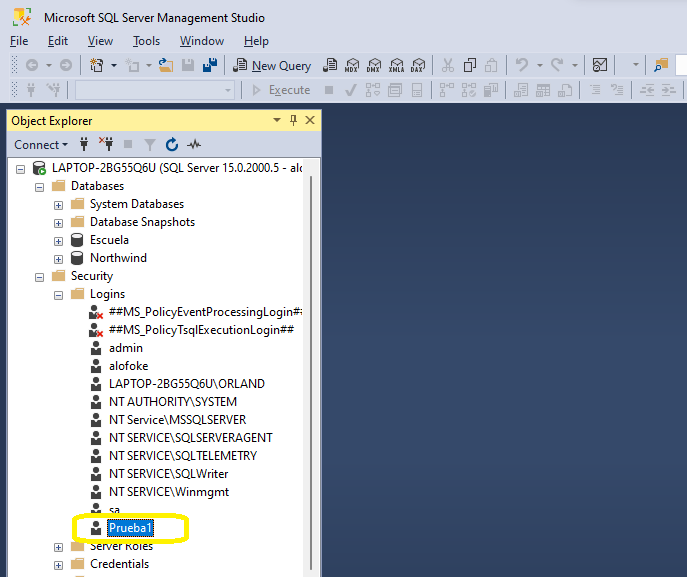 Microsoft SQL Server Management Studio
File Edit View Tools Window Help
New Query MDX DMX XMLA DAX
Execute
Object Explorer
Connect
LAPTOP-2BG55Q6U (SQL Server 15.0.2000.5 - alo
Databases
System Databases
Database Snapshots
Escuela
Northwind
Security
Logins
##MS_PolicyEventProcessingLogin##
##MS_PolicyTsqlExecutionLogin##
admin
alofoke
LAPTOP-2BG55Q6U\ORLAND
NT AUTHORITY\SYSTEM
NT Service\MSSQLSERVER
NT SERVICE\SQLSERVERAGENT
NT SERVICE\SQLTELEMETRY
NT SERVICE\SQLWriter
NT SERVICE\Winmgmt
sa
Prueba1
Server Roles
Credentials